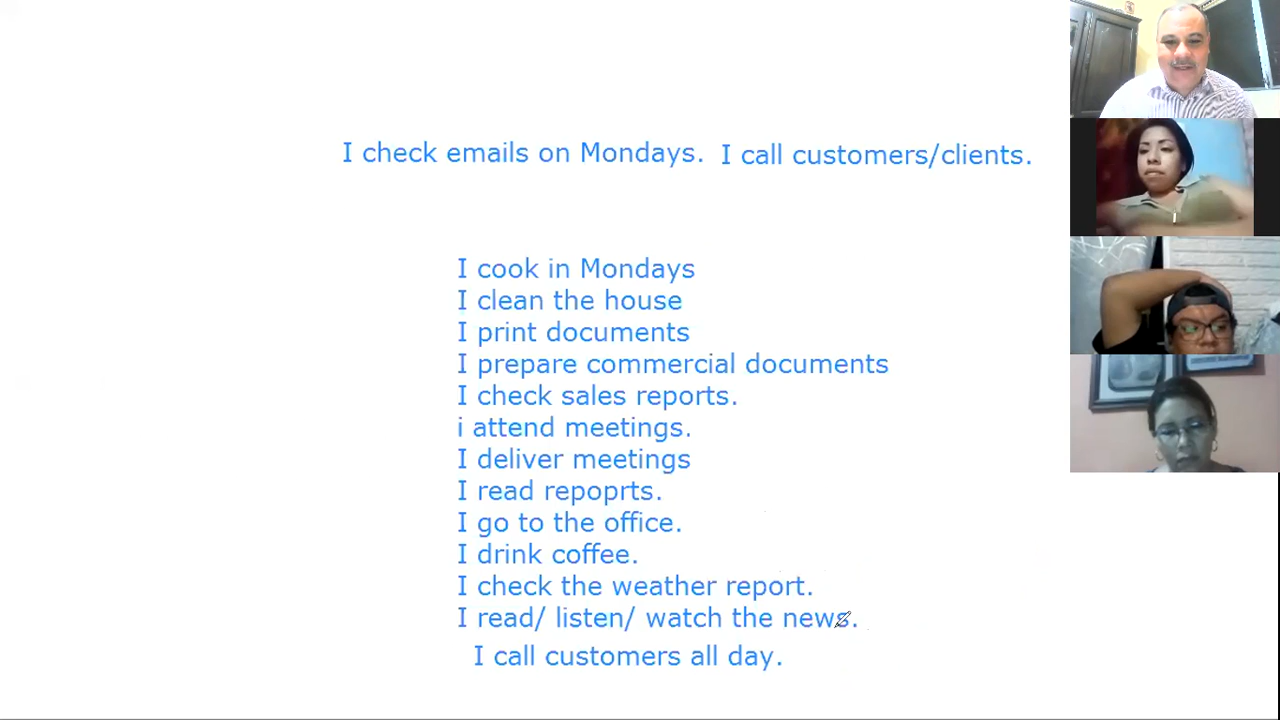 I check emails on Mondays. I call customers/clients.
I cook in Mondays
I clean the house
I print documents
I prepare commercial documents
I check sales reports.
i attend meetings.
I deliver meetings
I read repoprts.
I go to the office.
I drink coffee.
I check the weather report.
I read/ listen/ watch the news.
I call customers all day.